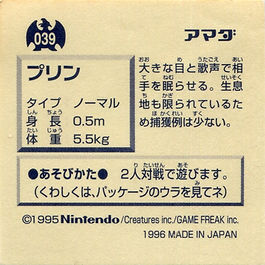 039
アマダ
プリン
タイプ ノーマル
身長 0.5m
体重 5.5kg
大きな目と歌声で相
手を眠らせる。生息
地も限られているた
め捕獲例は少ない。
●あそびかた● 2人対戦で遊びます。
(くわしくは、パッケージのウラを見てネ)
©1995 Nintendo/Creatures inc./GAME FREAK inc.
1996 MADE IN JAPAN